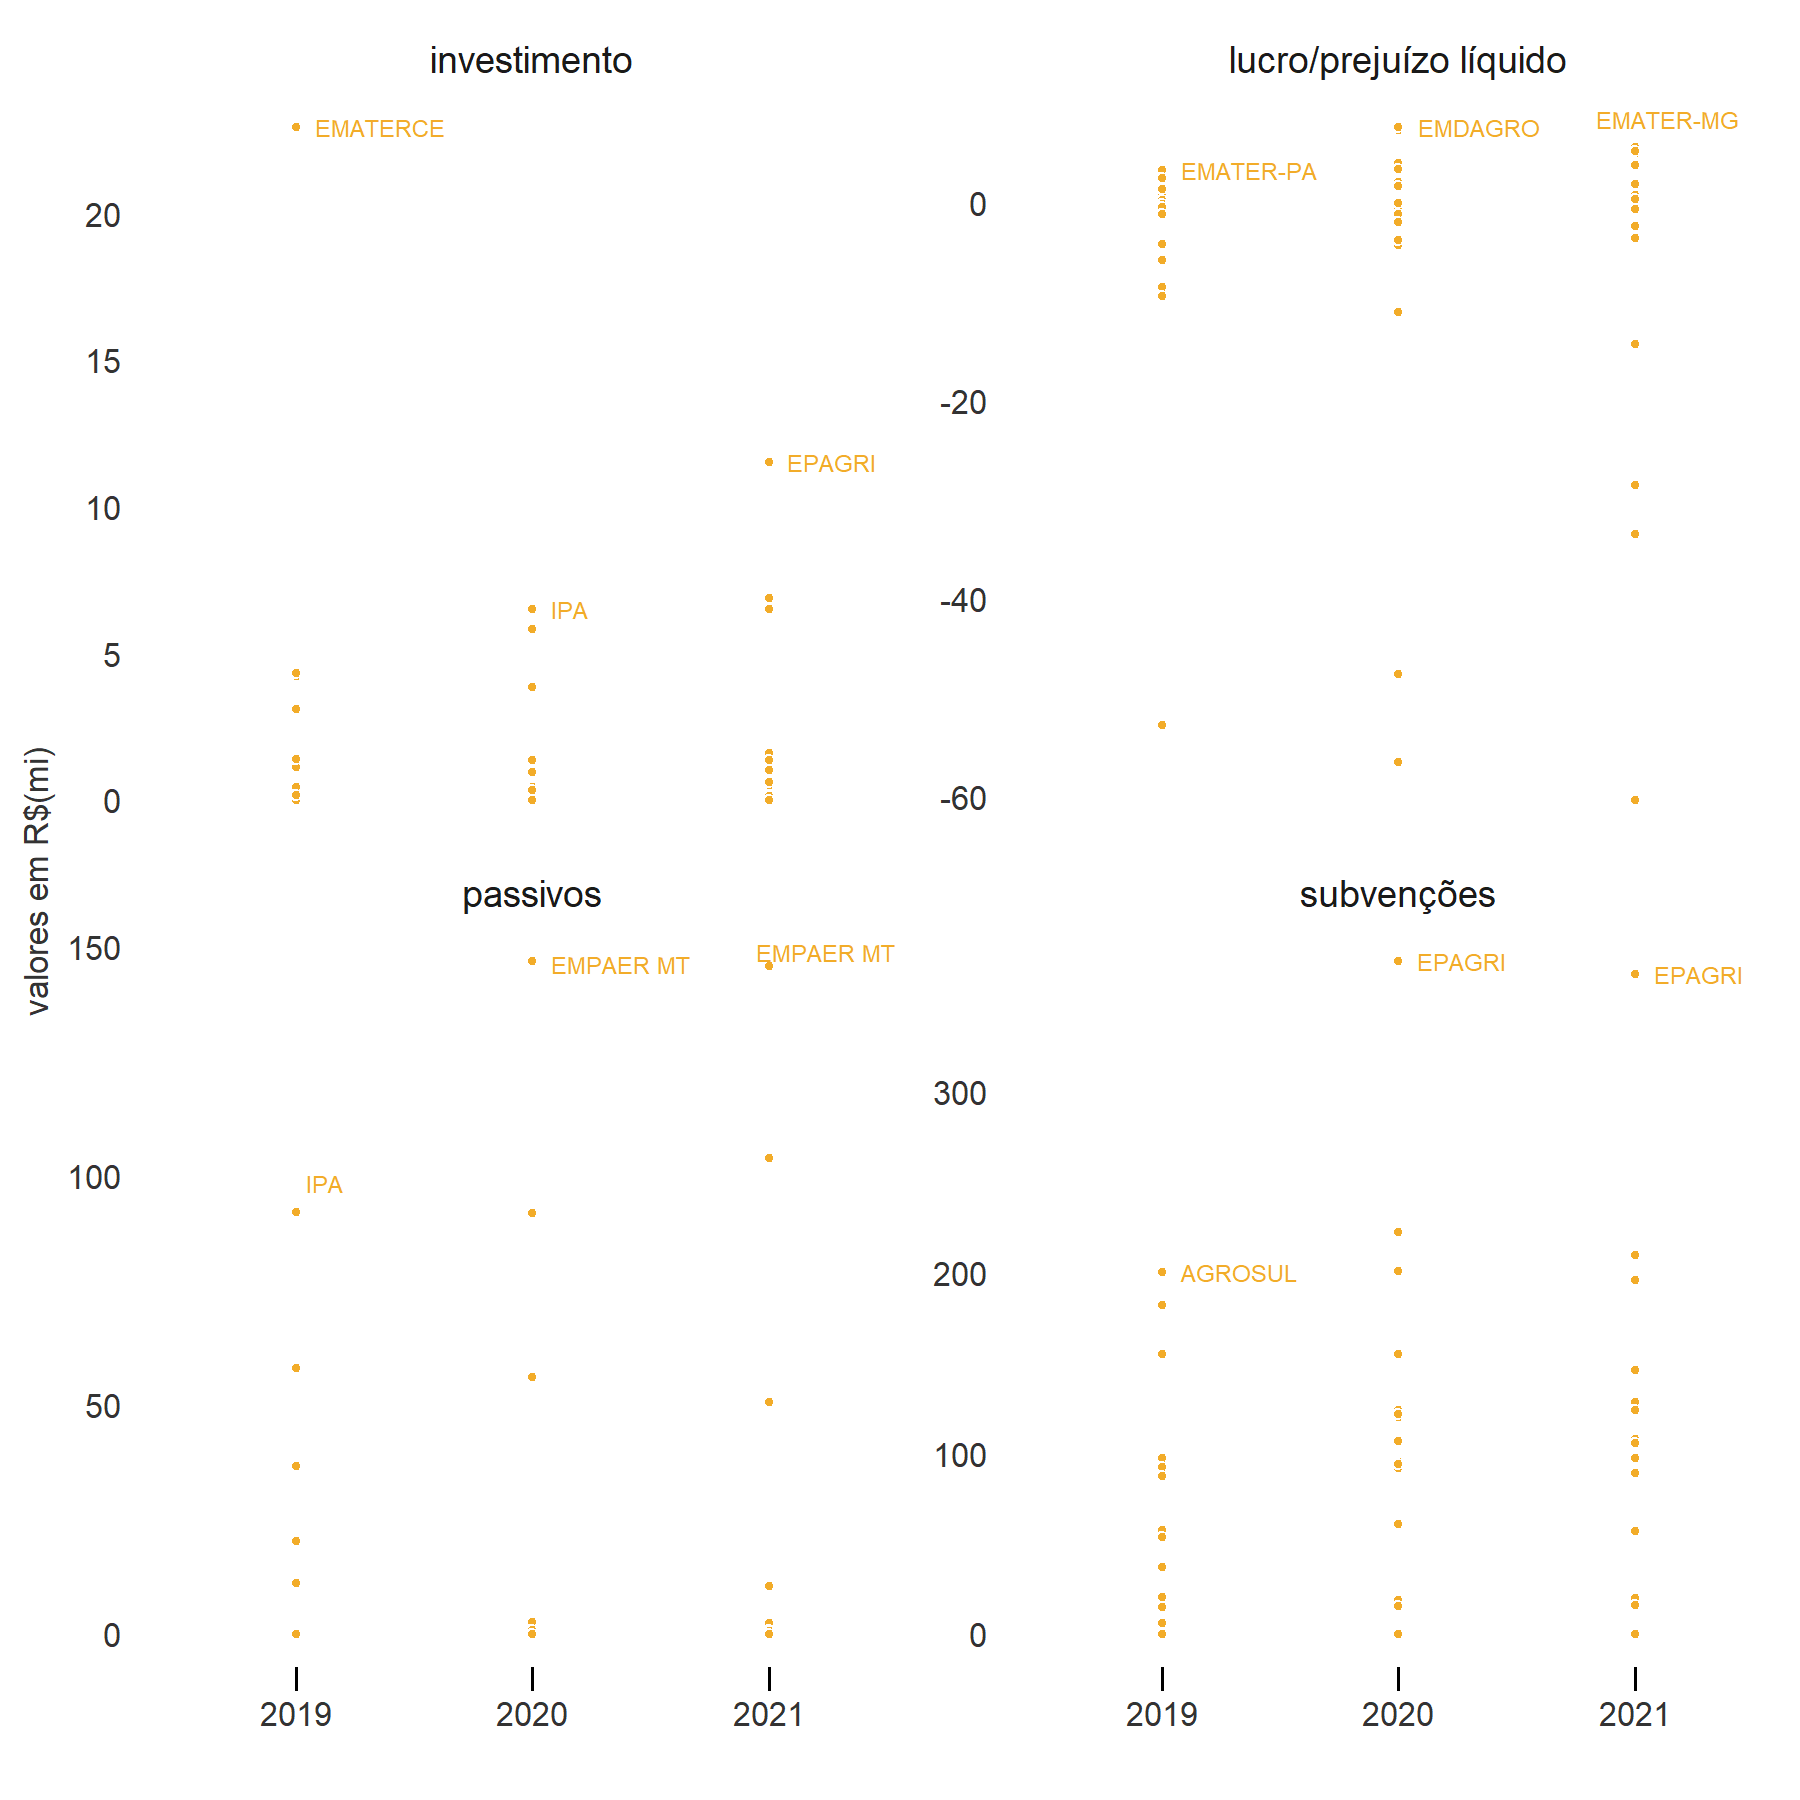 investimento
lucro/prejuízo líquido
EMATERCE
EMATER-PA
EMDAGRO
EMATER-MG
20
15
10
5
0
EPAGRI
IPA
0
-20
-40
-60
valores em R$(mi)
passivos
subvenções
150
100
50
0
EMPAER MT
EMPAER MT
IPA
EPAGRI
EPAGRI
300
200
100
0
AGROSUL
2019
2020
2021
2019
2020
2021